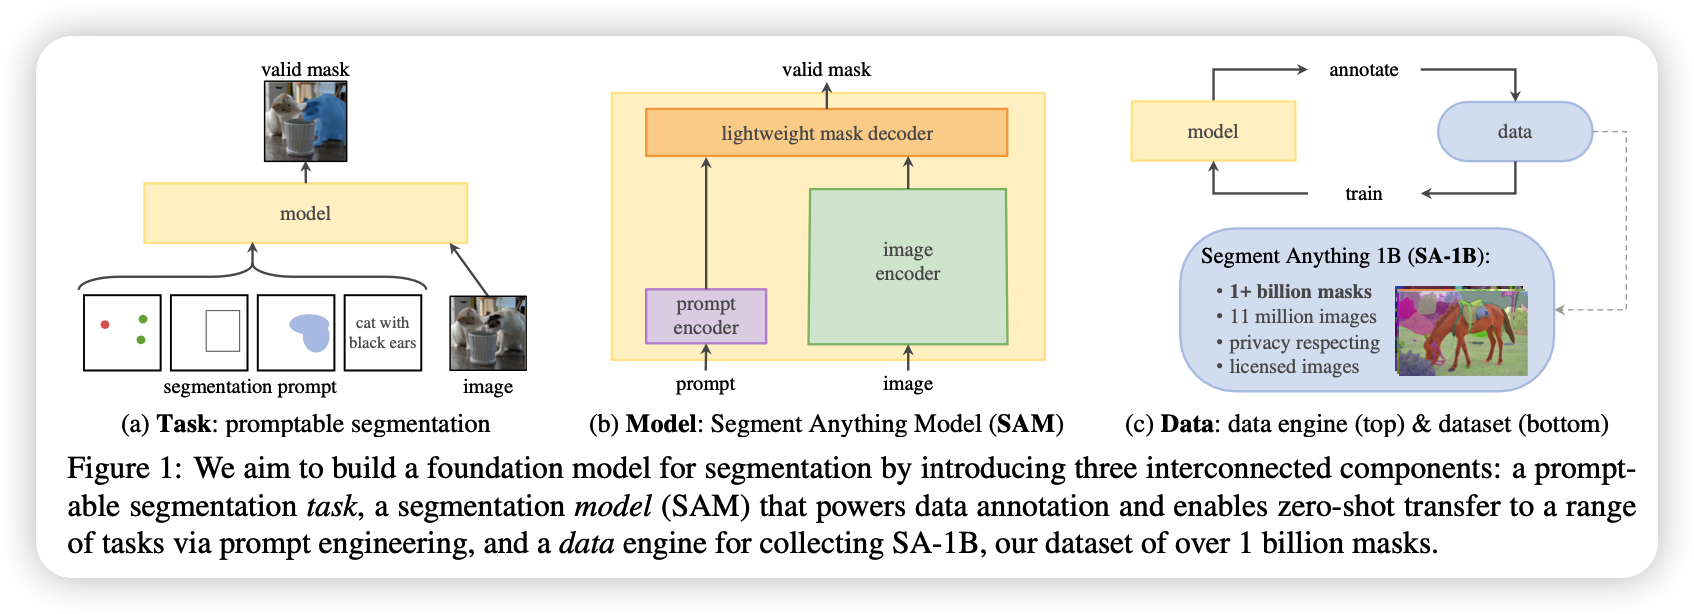 valid mask
model
cat with
black ears
segmentation prompt
image
(a) Task: promptable segmentation
valid mask
lightweight mask decoder
image
encoder
prompt
encoder
prompt
image
(b) Model: Segment Anything Model (SAM)
annotate
model
data
train
Segment Anything 1B (SA-1B):
• 1+ billion masks
• 11 million images
• privacy respecting
• licensed images
(c) Data: data engine (top) & dataset (bottom)
Figure 1: We aim to build a foundation model for segmentation by introducing three interconnected components: a prompt-
able segmentation task, a segmentation model (SAM) that powers data annotation and enables zero-shot transfer to a range
of tasks via prompt engineering, and a data engine for collecting SA-1B, our dataset of over 1 billion masks.